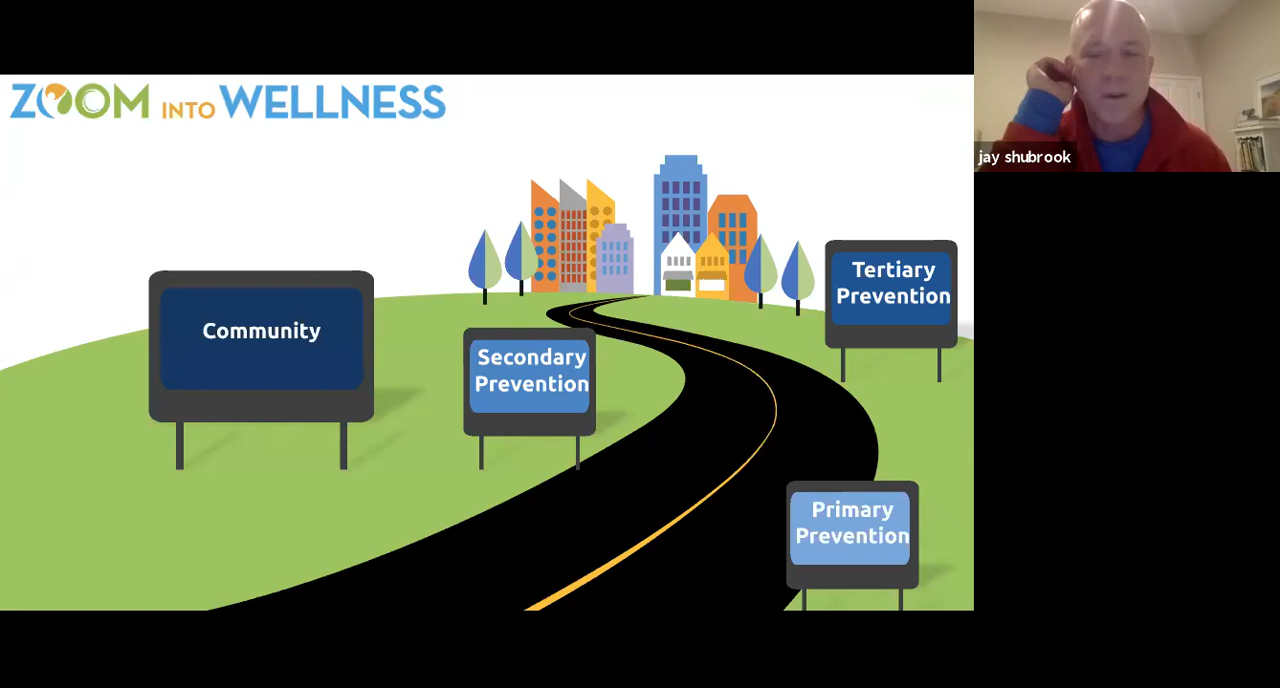 ZOOM INTO WELLNESS
jay shubrook
Community
Secondary
Prevention
Tertiary
Prevention
Primary
Prevention